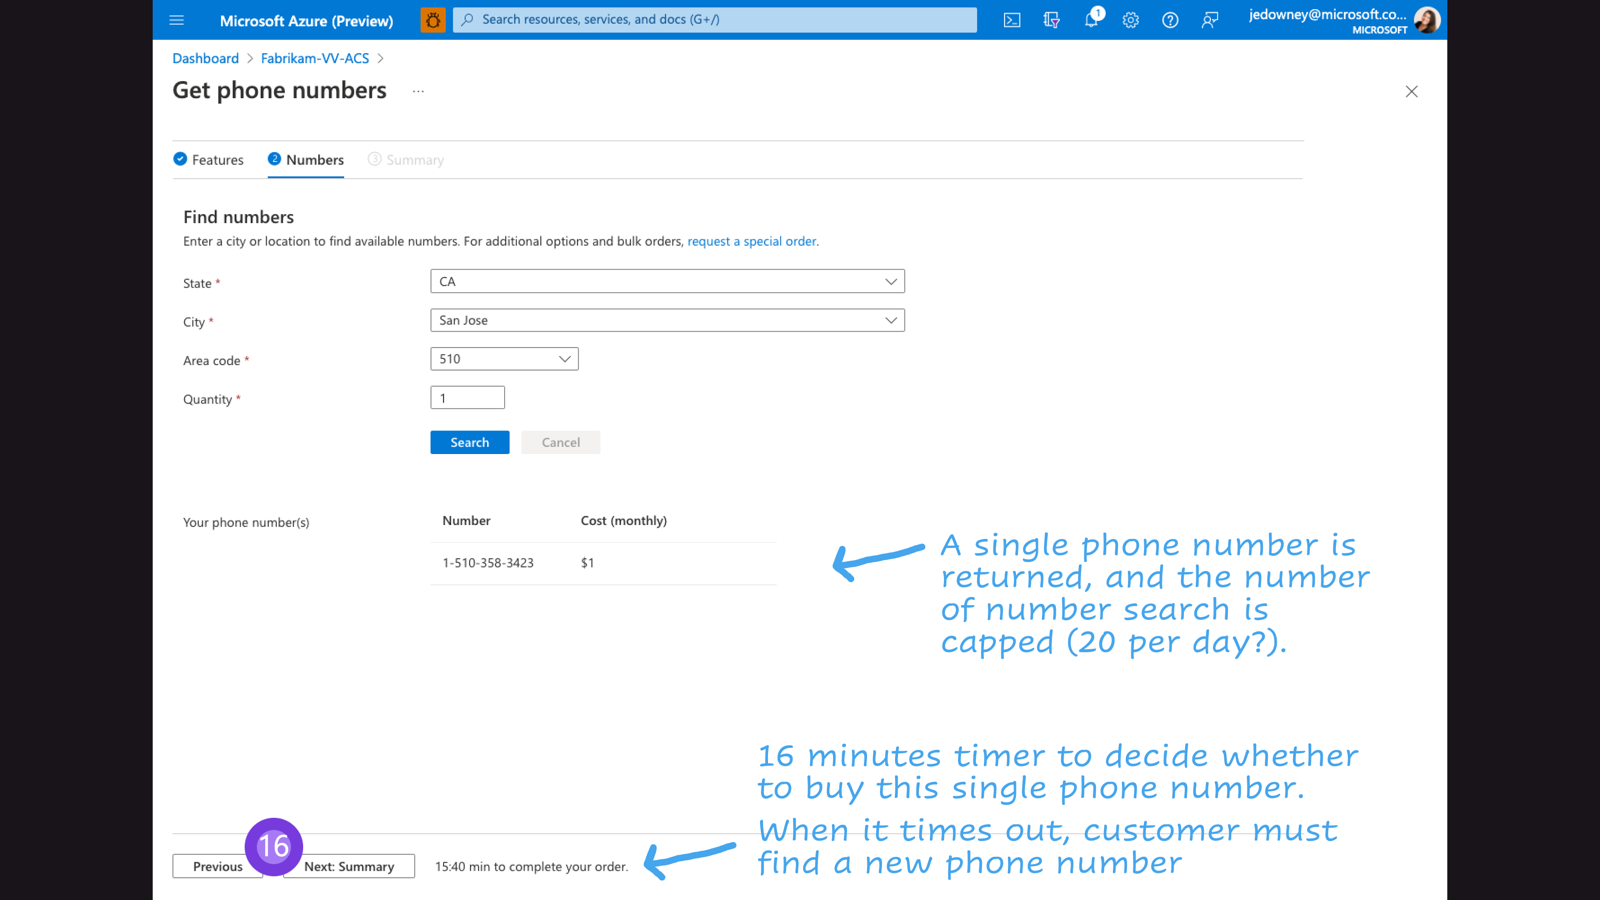 Microsoft Azure (Preview)
Search resources, services, and docs (G+/)
1
jedowney@microsoft.co...
MICROSOFT
Dashboard > Fabrikam-VV-ACS >
Get phone numbers ...
Features
2 Numbers
3 Summary
Find numbers
Enter a city or location to find available numbers. For additional options and bulk orders, request a special order.
State *
CA
City *
San Jose
Area code *
510
Quantity *
1
Search
Cancel
Your phone number(s)
Number
Cost (monthly)
1-510-358-3423
$1
A single phone number is
returned, and the number
of number search is
capped (20 per day?).
16 minutes timer to decide whether
to buy this single phone number.
When it times out, customer must
find a new phone number
16
Previous
Next: Summary
15:40 min to complete your order.